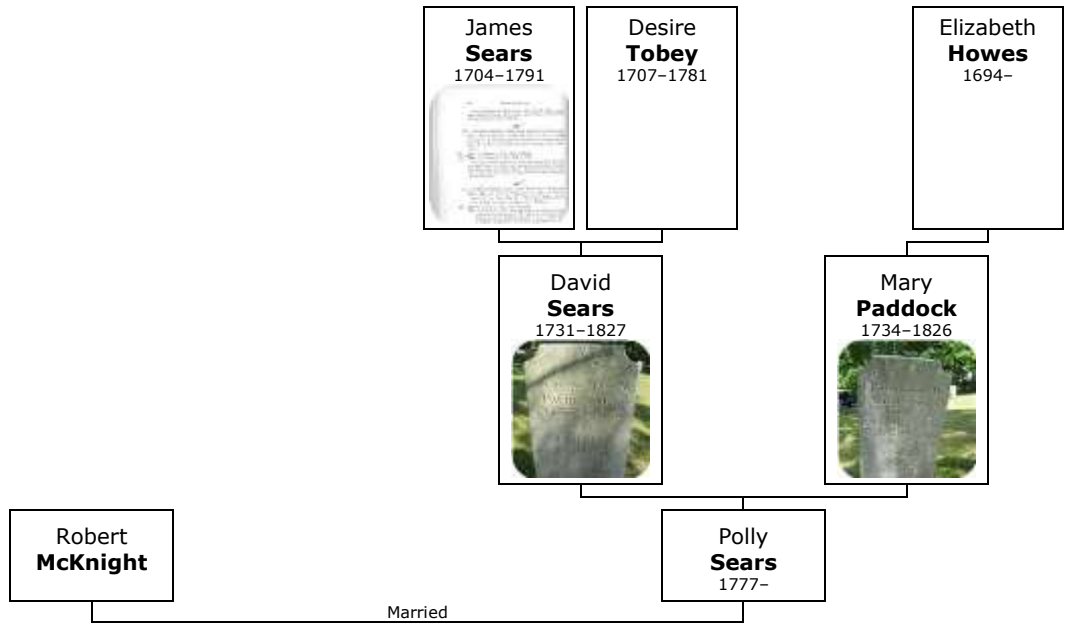 James
Sears
1704–1791
Desire
Tobey
1707–1781
Elizabeth
Howes
1694–
David
Sears
1731–1827
Mary
Paddock
1734–1826
Robert
McKnight
Polly
Sears
1777–
Married